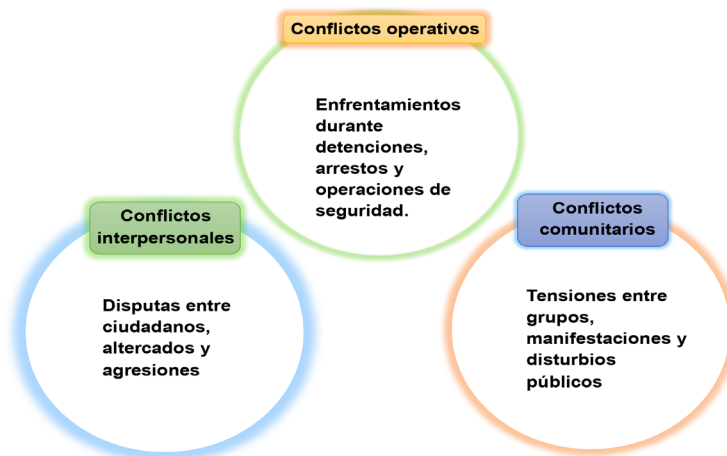 Conflictos operativos
Enfrentamientos
durante
detenciones,
arrestos y
operaciones de
seguridad.
Conflictos
interpersonales
Disputas entre
ciudadanos,
altercados y
agresiones
Conflictos
comunitarios
Tensiones entre
grupos,
manifestaciones y
disturbios
públicos